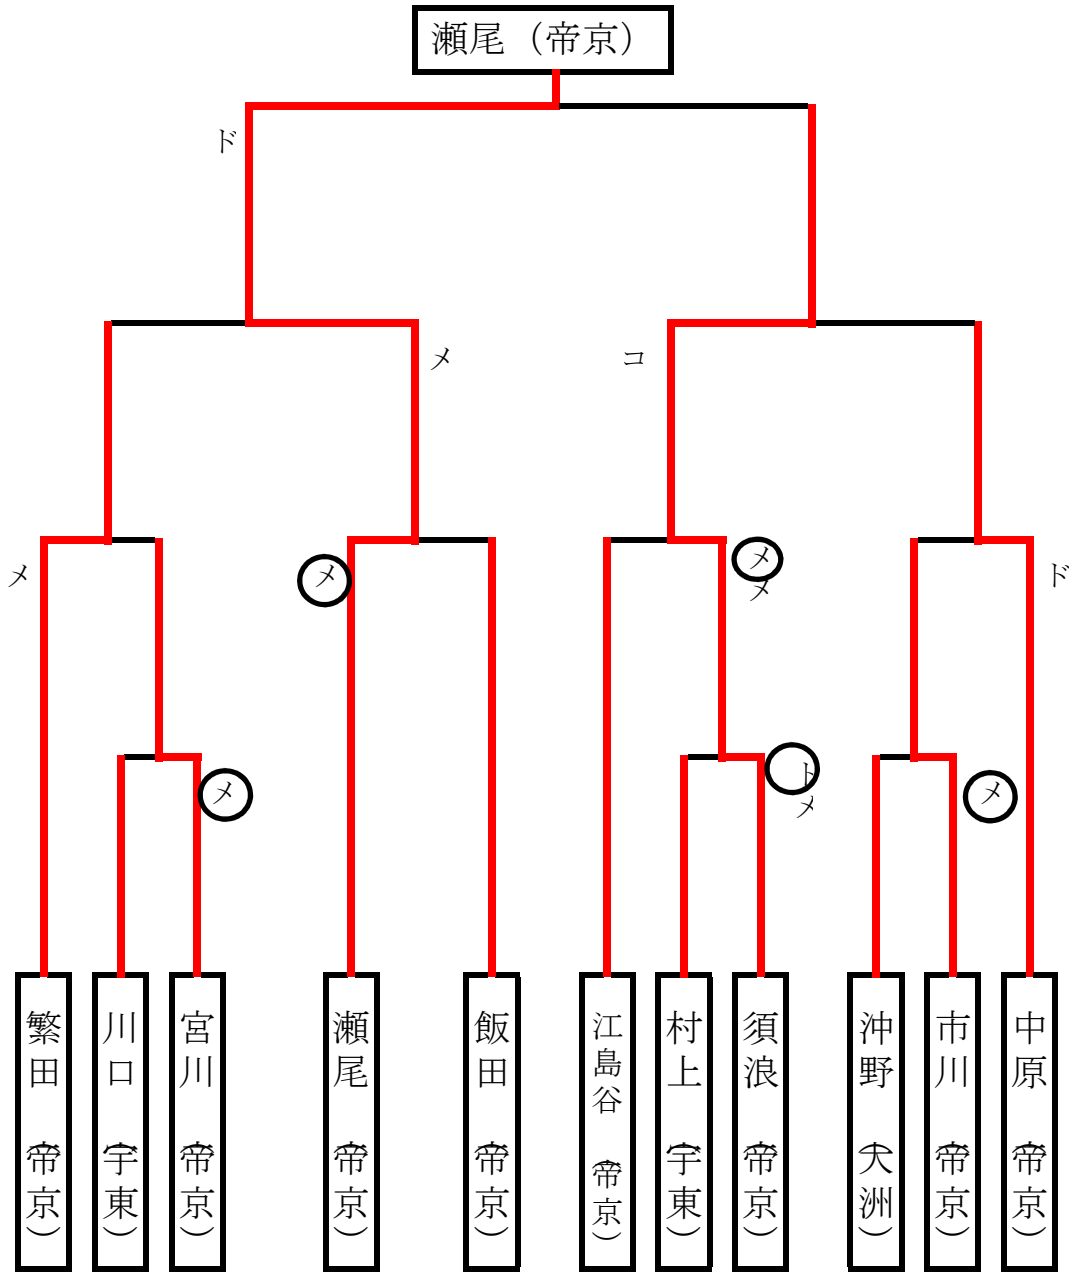 瀬尾（帝京）
ド
メ
コ
メ
メ
メ
メ
ド
メ
ド
メ
メ
繁田（帝京）
川口（宇東）
宮川（帝京）
瀬尾（帝京）
飯田（帝京）
江島谷（帝京）
村上（宇東）
須浪（帝京）
沖野（大洲）
市川（帝京）
中原（帝京）